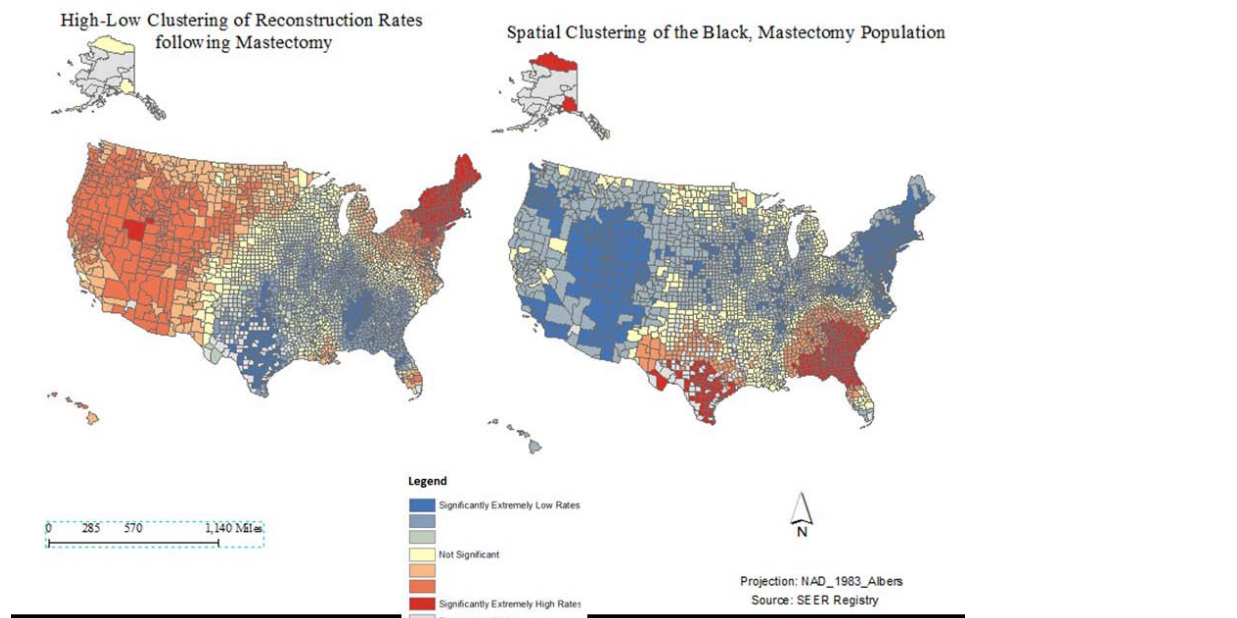 High-Low Clustering of Reconstruction Rates
following Mastectomy
Spatial Clustering of the Black, Mastectomy Population
Legend
Significantly Extremely Low Rates
Not Significant
Significantly Extremely High Rates
0 285 570 1,140 Miles
N
Projection: NAD_1983_Albers
Source: SEER Registry